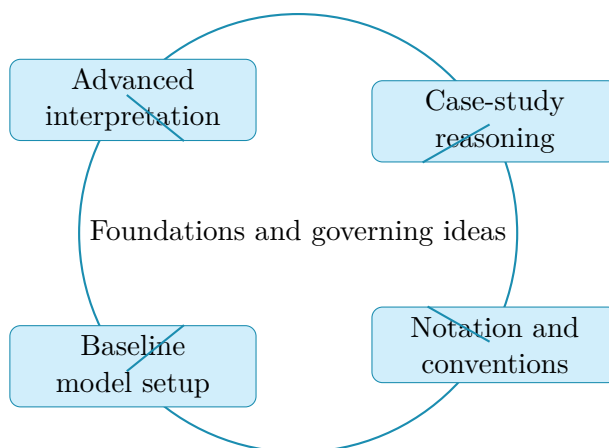 Advanced
interpretation
Case-study
reasoning
Foundations and governing ideas
Baseline
model setup
Notation and
conventions